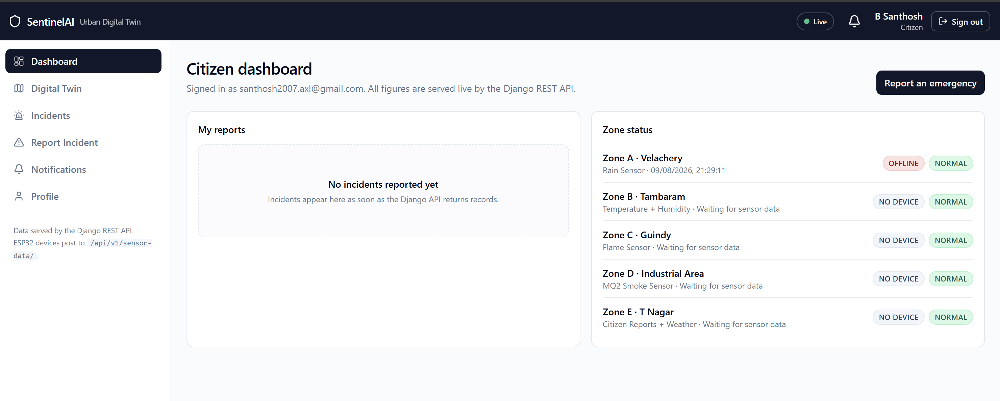 SentinelAI Urban Digital Twin
Live
B Santhosh
Citizen
Sign out
Dashboard
Digital Twin
Incidents
Report Incident
Notifications
Profile
Data served by the Django REST API.
ESP32 devices post to /api/v1/sensor-
data/ .
Citizen dashboard
Signed in as santhosh2007.axl@gmail.com. All figures are served live by the Django REST API.
Report an emergency
My reports
No incidents reported yet
Incidents appear here as soon as the Django API returns records.
Zone status
Zone A · Velachery
Rain Sensor · 09/08/2026, 21:29:11
OFFLINE NORMAL
Zone B · Tambaram
Temperature + Humidity · Waiting for sensor data
NO DEVICE NORMAL
Zone C · Guindy
Flame Sensor · Waiting for sensor data
NO DEVICE NORMAL
Zone D · Industrial Area
MQ2 Smoke Sensor · Waiting for sensor data
NO DEVICE NORMAL
Zone E · T Nagar
Citizen Reports + Weather · Waiting for sensor data
NO DEVICE NORMAL